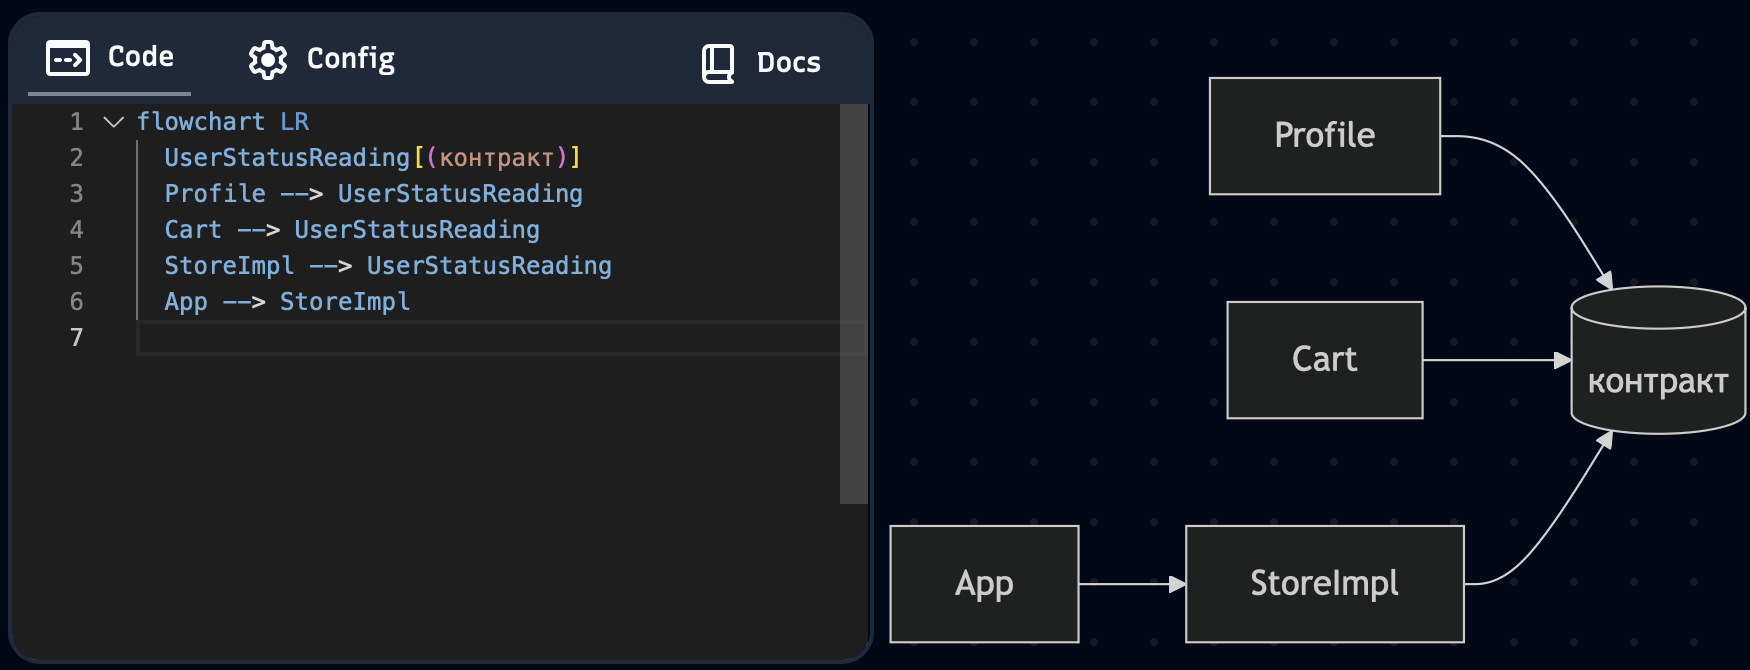 Code Config Docs
1 flowchart LR
2 UserStatusReading[(контракт)]
3 Profile --> UserStatusReading
4 Cart --> UserStatusReading
5 StoreImpl --> UserStatusReading
6 App --> StoreImpl
7
Profile
Cart
контракт
App
StoreImpl